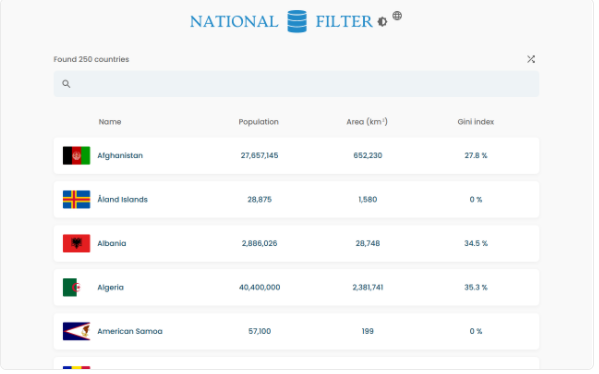 NATIONAL FILTER
Found 250 countries
Name Population Area (km²) Gini index
Afghanistan 27,657,145 652,230 27.8 %
Åland Islands 28,875 1,580 0 %
Albania 2,886,026 28,748 34.5 %
Algeria 40,400,000 2,381,741 35.3 %
American Samoa 57,100 199 0 %